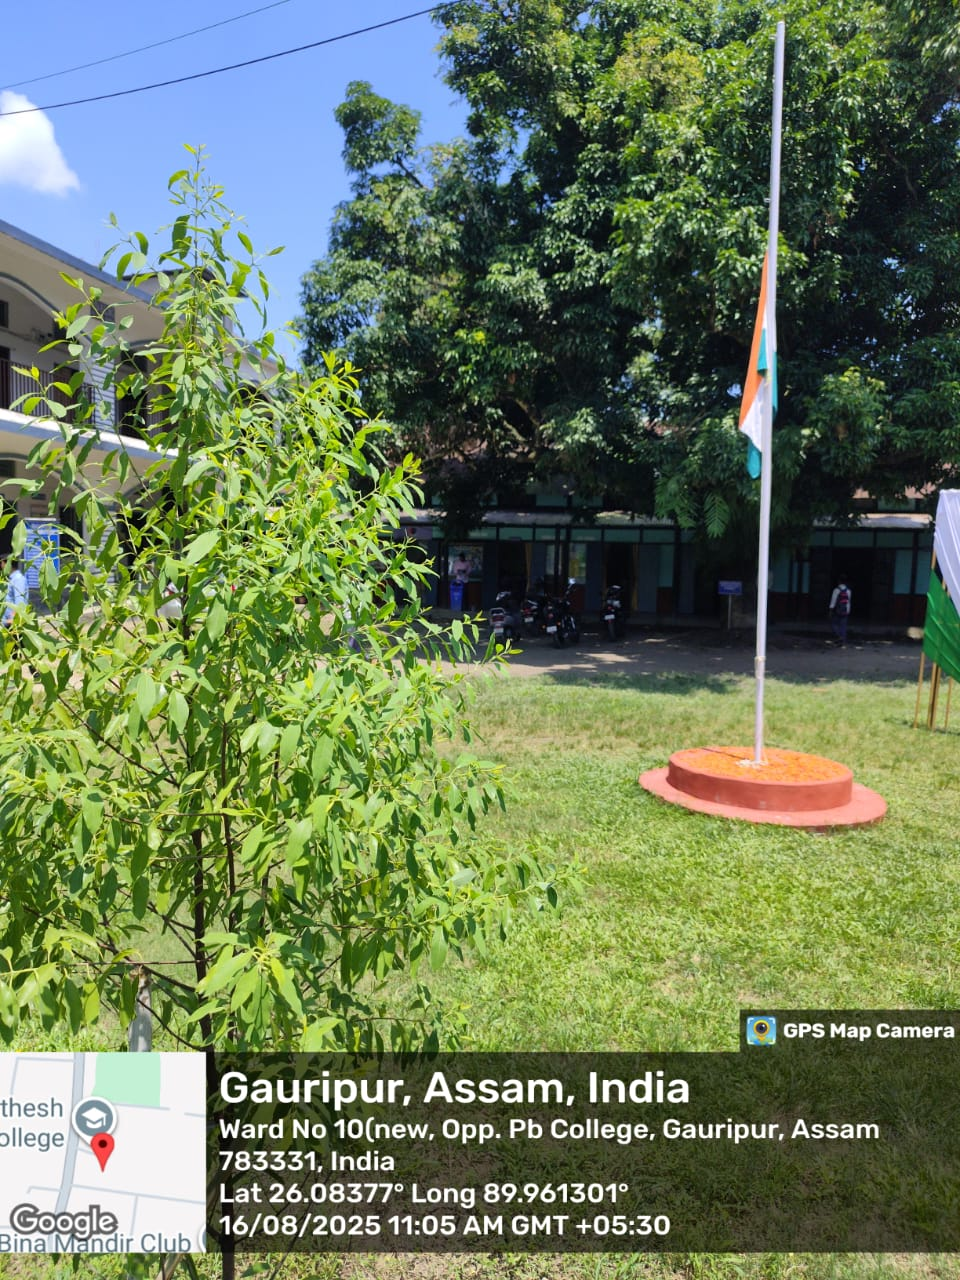 GPS Map Camera
Gauripur, Assam, India
Ward No 10(new, Opp. Pb College, Gauripur, Assam
783331, India
Lat 26.08377° Long 89.961301°
16/08/2025 11:05 AM GMT +05:30
thesh
ollege
Google
Bina Mandir Club